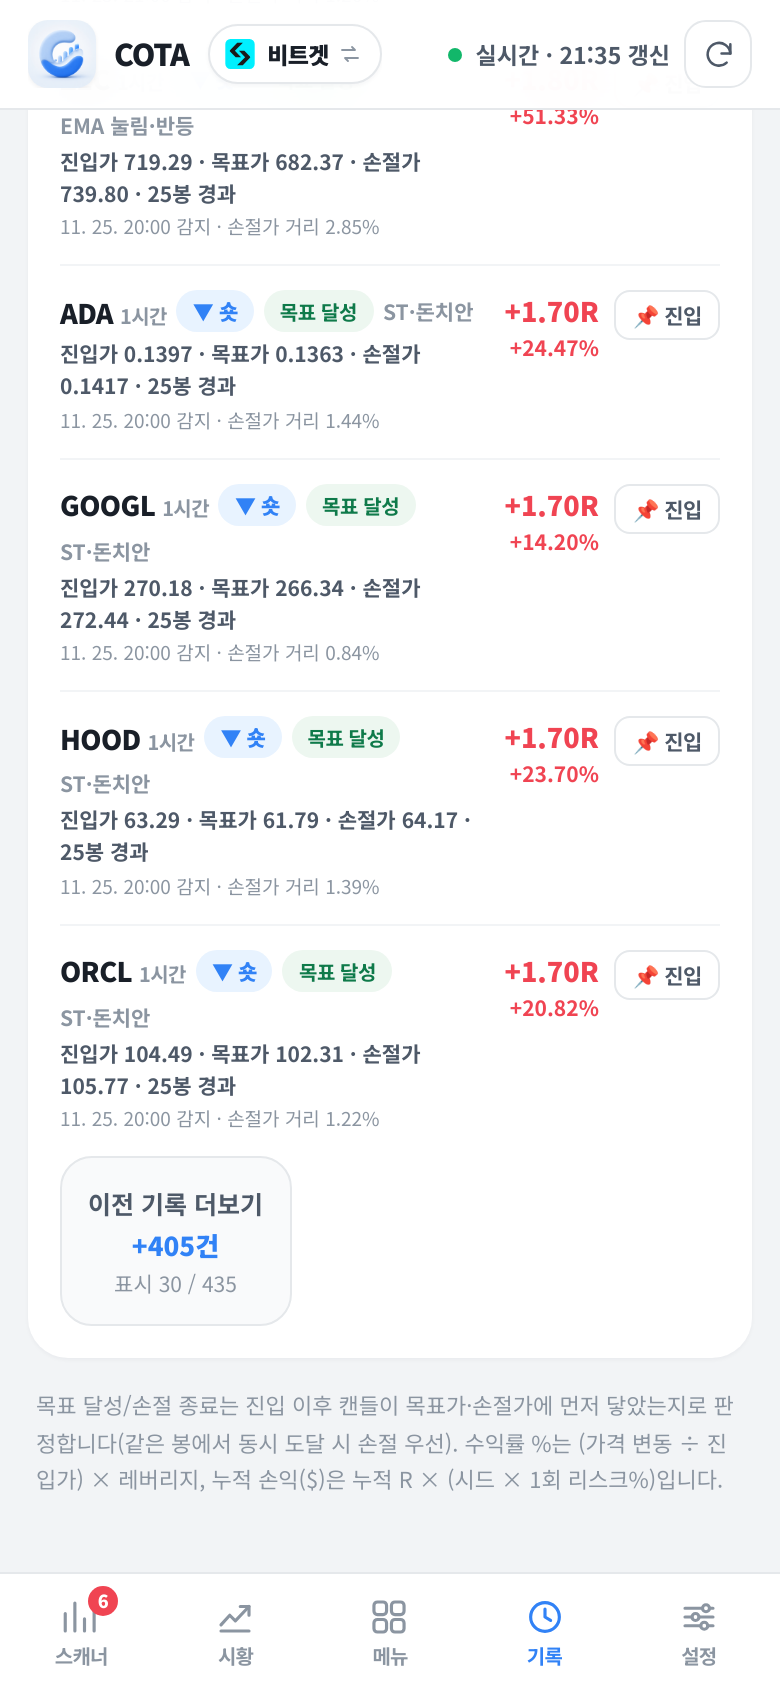 COTA 비트겟 실시간 · 21:35 갱신
+51.33%
EMA 눌림·반등
진입가 719.29 · 목표가 682.37 · 손절가
739.80 · 25봉 경과
11. 25. 20:00 감지 · 손절가 거리 2.85%
ADA 1시간 ▼ 숏 목표 달성 ST·돈치안 +1.70R 📌 진입
+24.47%
진입가 0.1397 · 목표가 0.1363 · 손절가
0.1417 · 25봉 경과
11. 25. 20:00 감지 · 손절가 거리 1.44%
GOOGL 1시간 ▼ 숏 목표 달성 +1.70R 📌 진입
+14.20%
ST·돈치안
진입가 270.18 · 목표가 266.34 · 손절가
272.44 · 25봉 경과
11. 25. 20:00 감지 · 손절가 거리 0.84%
HOOD 1시간 ▼ 숏 목표 달성 +1.70R 📌 진입
+23.70%
ST·돈치안
진입가 63.29 · 목표가 61.79 · 손절가 64.17 ·
25봉 경과
11. 25. 20:00 감지 · 손절가 거리 1.39%
ORCL 1시간 ▼ 숏 목표 달성 +1.70R 📌 진입
+20.82%
ST·돈치안
진입가 104.49 · 목표가 102.31 · 손절가
105.77 · 25봉 경과
11. 25. 20:00 감지 · 손절가 거리 1.22%
이전 기록 더보기
+405건
표시 30 / 435
목표 달성/손절 종료는 진입 이후 캔들이 목표가·손절가에 먼저 닿았는지로 판
정합니다(같은 봉에서 동시 도달 시 손절 우선). 수익률 %는 (가격 변동 ÷ 진
입가) × 레버리지, 누적 손익($)은 누적 R × (시드 × 1회 리스크%)입니다.
6
스캐너 시황 메뉴 기록 설정